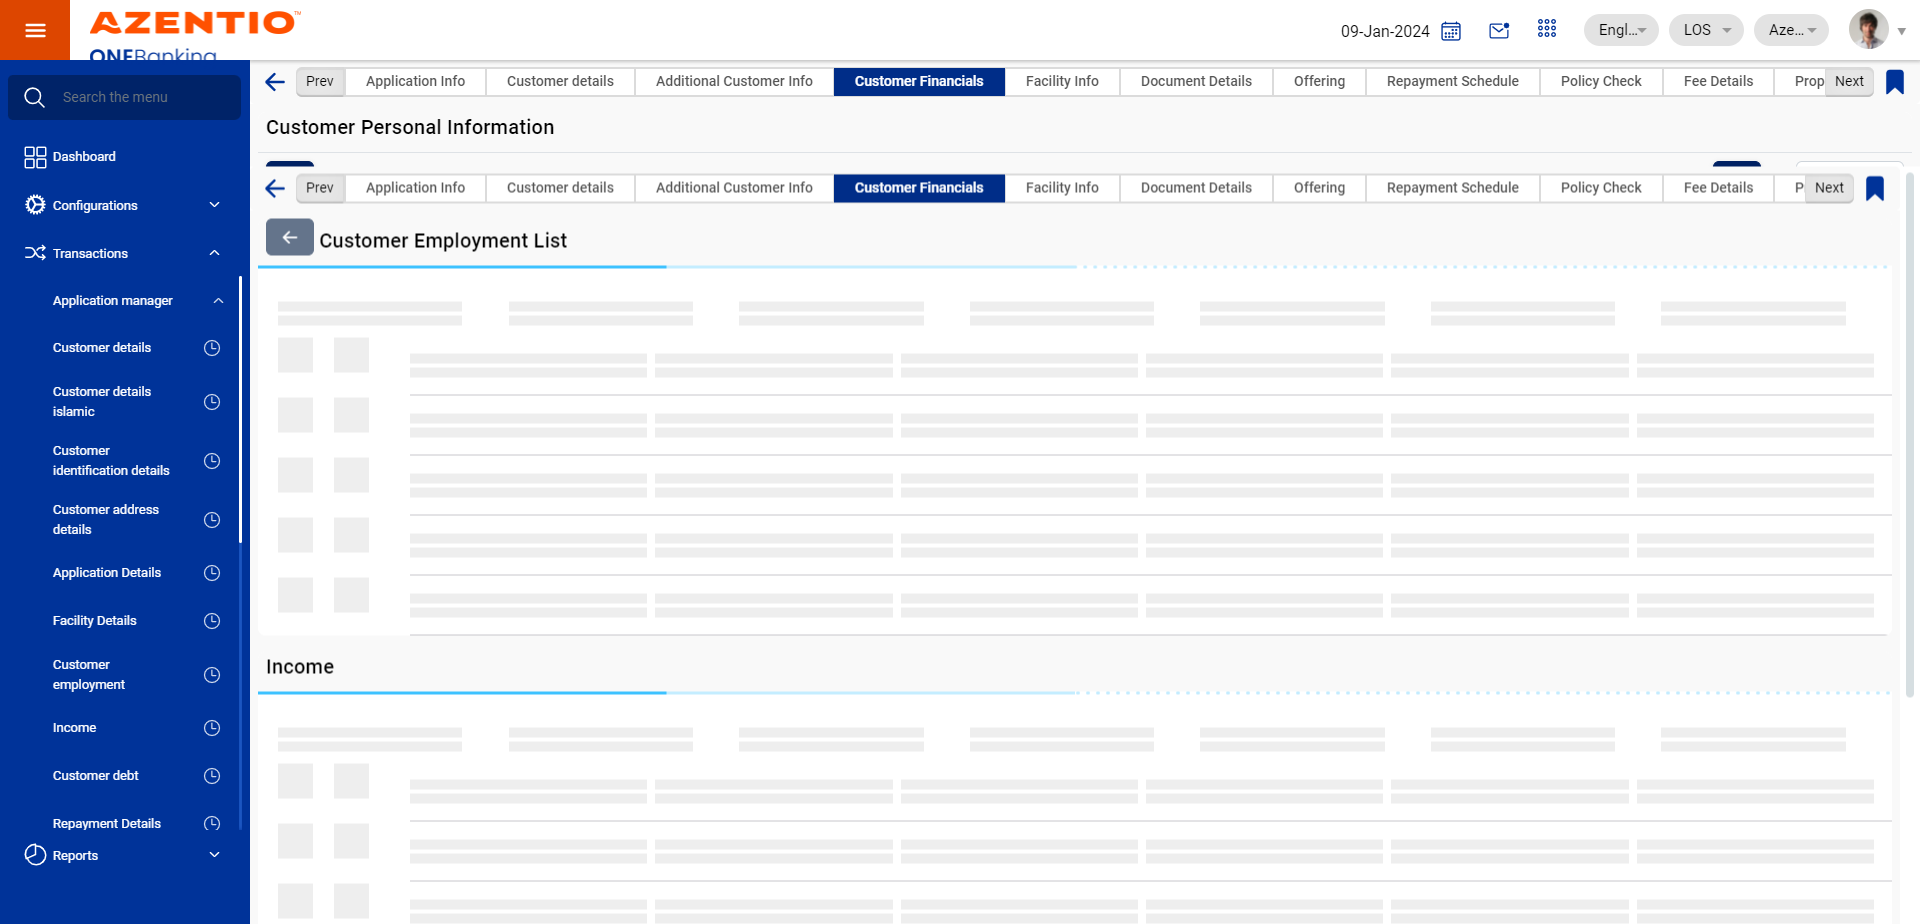 AZENTIO™
ONEBanking
09-Jan-2024
Engl...
LOS
Aze...
Search the menu
Dashboard
Configurations
Transactions
Application manager
Customer details
Customer details
islamic
Customer
identification details
Customer address
details
Application Details
Facility Details
Customer
employment
Income
Customer debt
Repayment Details
Reports
Prev Application Info Customer details Additional Customer Info Customer Financials Facility Info Document Details Offering Repayment Schedule Policy Check Fee Details Prop Next
Customer Personal Information
Prev Application Info Customer details Additional Customer Info Customer Financials Facility Info Document Details Offering Repayment Schedule Policy Check Fee Details P Next
Customer Employment List
Income